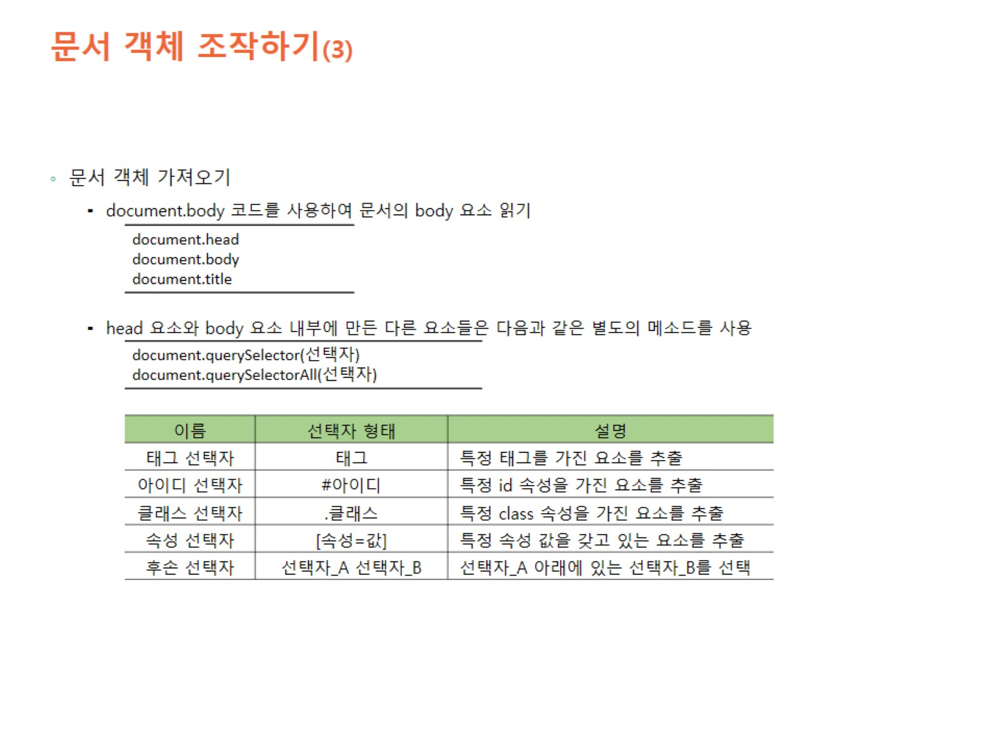 문서 객체 조작하기(3)
◦ 문서 객체 가져오기
▪ document.body 코드를 사용하여 문서의 body 요소 읽기
document.head
document.body
document.title
▪ head 요소와 body 요소 내부에 만든 다른 요소들은 다음과 같은 별도의 메소드를 사용
document.querySelector(선택자)
document.querySelectorAll(선택자)
이름 선택자 형태 설명
태그 선택자 태그 특정 태그를 가진 요소를 추출
아이디 선택자 #아이디 특정 id 속성을 가진 요소를 추출
클래스 선택자 .클래스 특정 class 속성을 가진 요소를 추출
속성 선택자 [속성=값] 특정 속성 값을 갖고 있는 요소를 추출
후손 선택자 선택자_A 선택자_B 선택자_A 아래에 있는 선택자_B를 선택